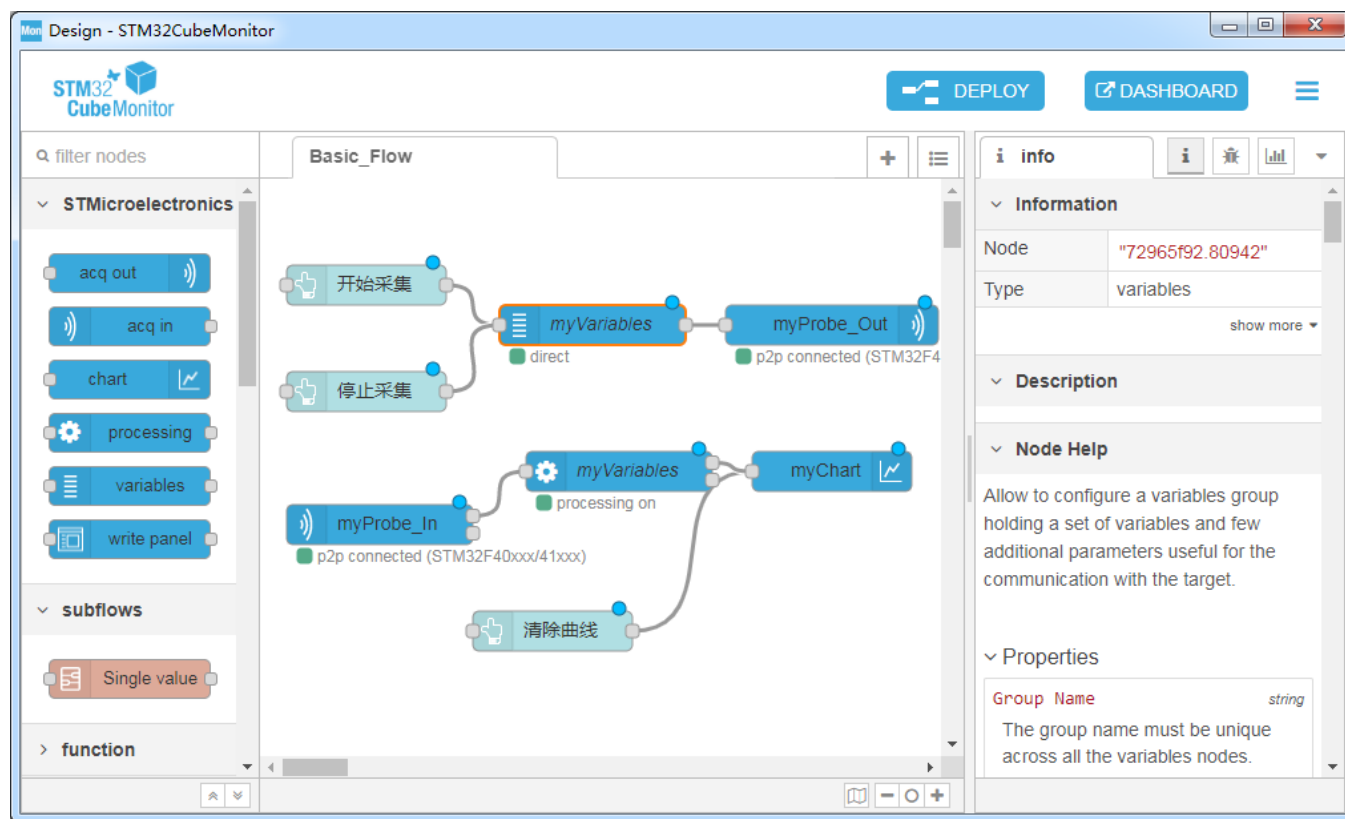 Mon Design - STM32CubeMonitor
STM32
CubeMonitor
DEPLOY
DASHBOARD
filter nodes
STMicroelectronics
acq out
acq in
chart
processing
variables
write panel
subflows
Single value
function
Basic_Flow
开始采集
停止采集
myVariables
direct
myProbe_Out
p2p connected (STM32F4
myVariables
processing on
myChart
myProbe_In
p2p connected (STM32F40xxx/41xxx)
清除曲线
i info
i
Information
Node "72965f92.80942"
Type variables
show more
Description
Node Help
Allow to configure a variables group
holding a set of variables and few
additional parameters useful for the
communication with the target.
Properties
Group Name string
The group name must be unique
across all the variables nodes.